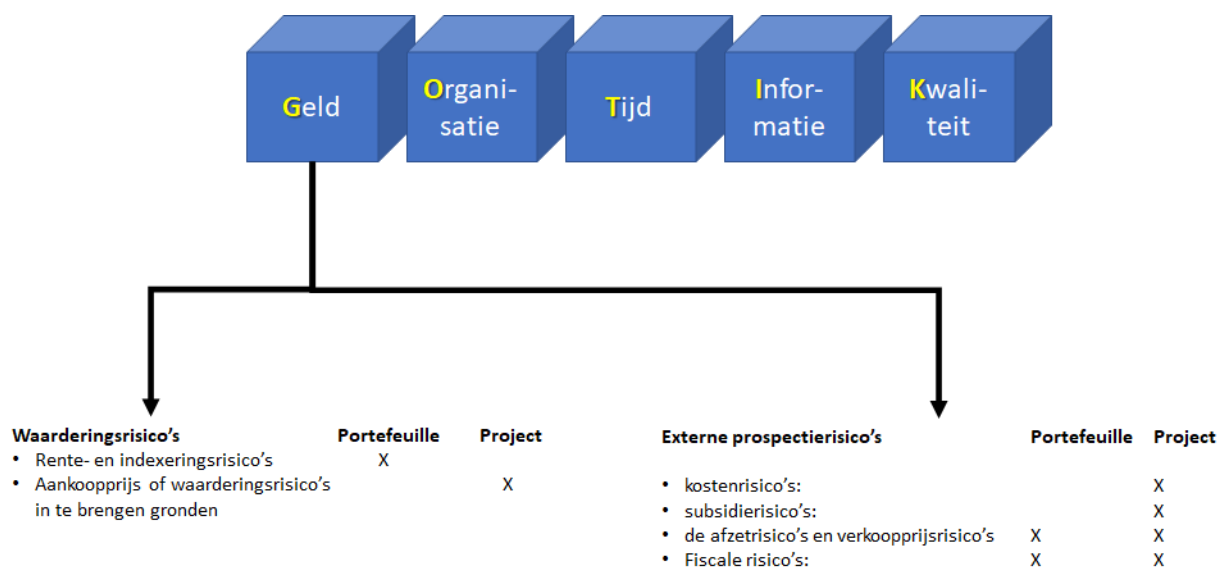 Geld
Organi-
satie
Tijd
Infor-
matie
Kwali-
teit
Waarderingsrisico's Portefeuille Project
• Rente- en indexeringsrisico's X
• Aankoopprijs of waarderingsrisico's X
in te brengen gronden
Externe prospectierisico's Portefeuille Project
• kostenrisico's: X
• subsidierisico's: X
• de afzetrisico's en verkoopprijsrisico's X X
• Fiscale risico's: X X